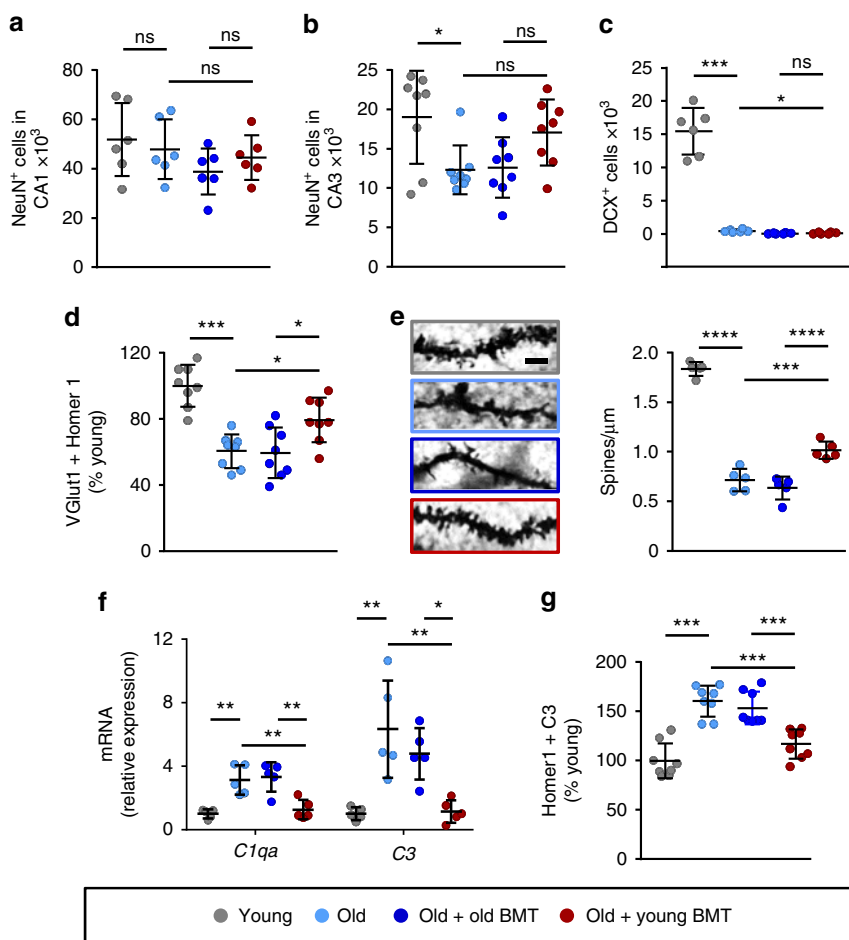 a
ns
ns
ns
NeuN+ cells in
CA1 ×10³
80
60
40
20
0
b
*
ns
ns
NeuN+ cells in
CA3 ×10³
25
20
15
10
5
0
c
***
ns
*
DCX+ cells ×10³
25
20
15
10
5
0
d
***
*
*
VGlut1 + Homer 1
(% young)
120
80
40
0
e
****
****
***
Spines/μm
2.0
1.5
1.0
0.5
0
f
**
**
**
**
*
**
mRNA
(relative expression)
12
8
4
0
C1qa
C3
g
***
***
***
Homer1 + C3
(% young)
200
150
100
50
0
Young
Old
Old + old BMT
Old + young BMT